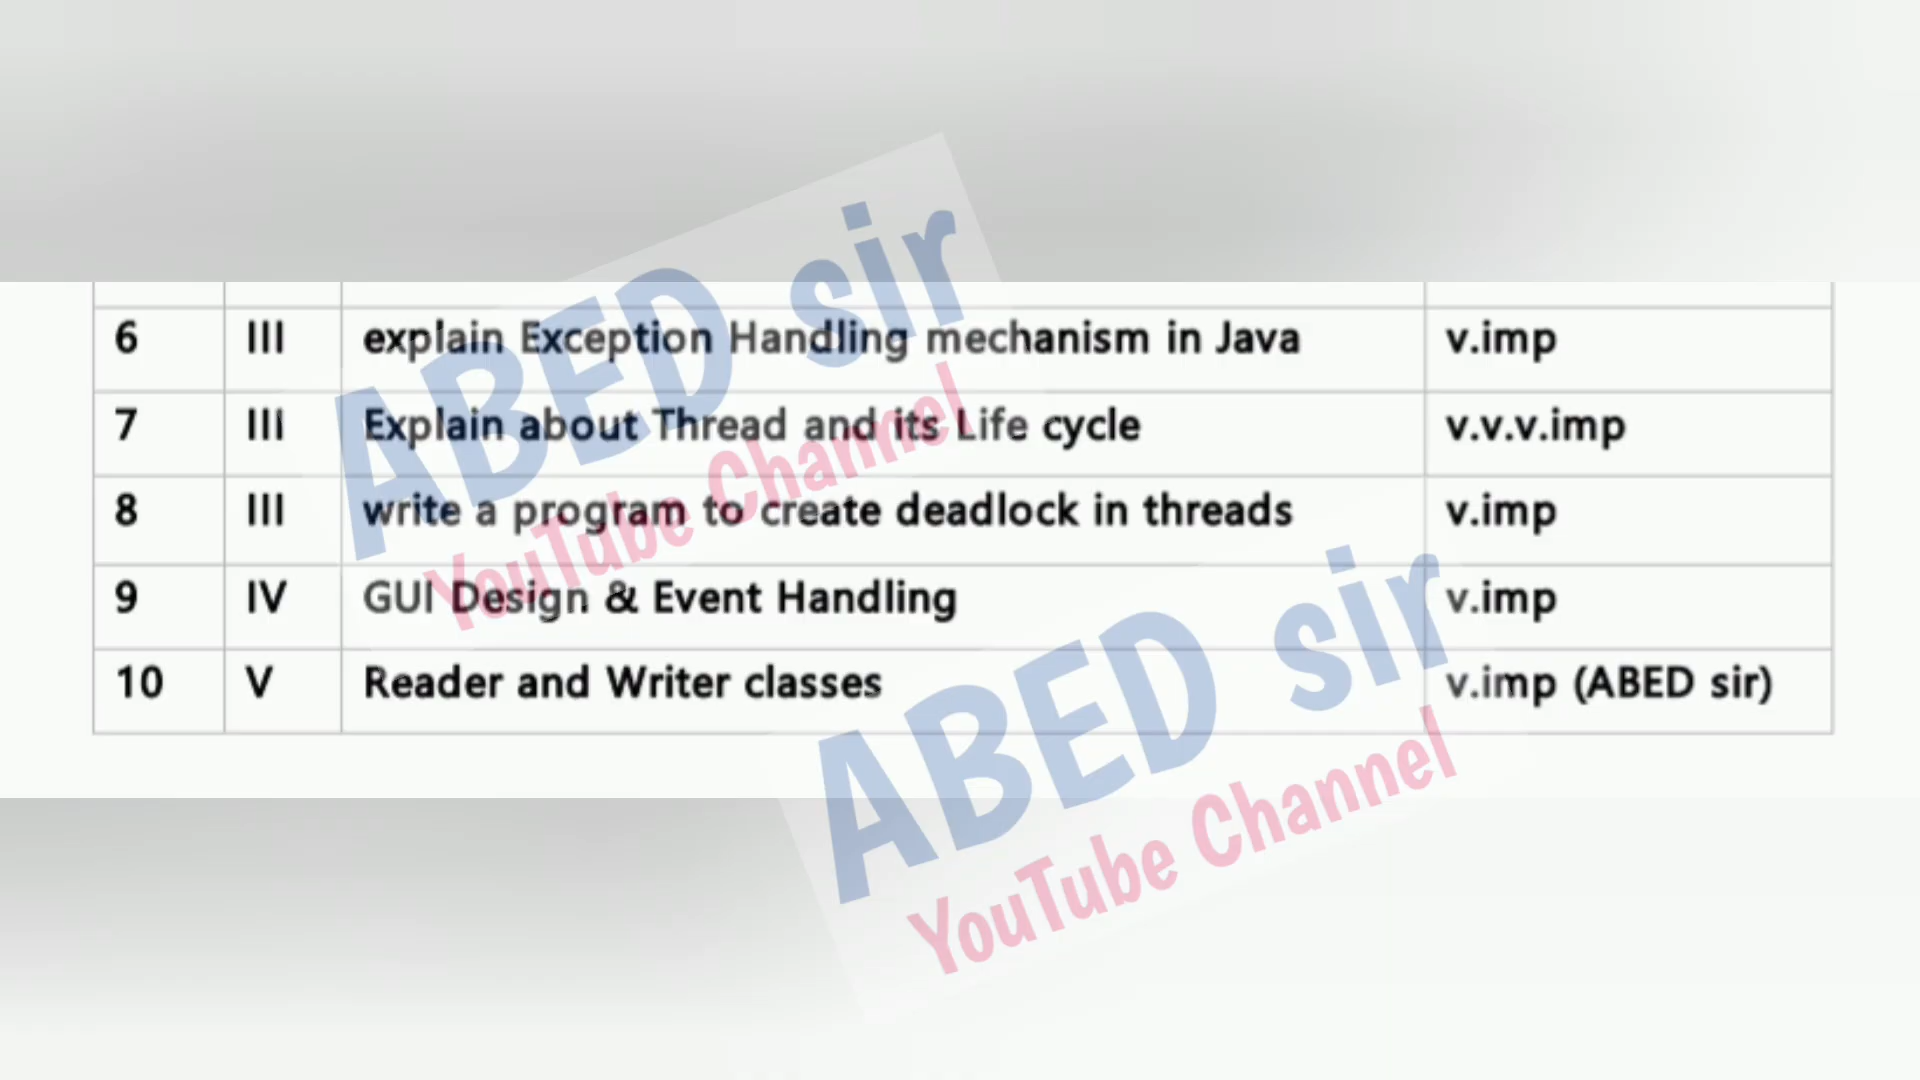 6 III explain Exception Handling mechanism in Java v.imp
7 III Explain about Thread and its Life cycle v.v.v.imp
8 III write a program to create deadlock in threads v.imp
9 IV GUI Design & Event Handling v.imp
10 V Reader and Writer classes v.imp (ABED sir)
ABED sir
YouTube Channel
ABED sir
YouTube Channel